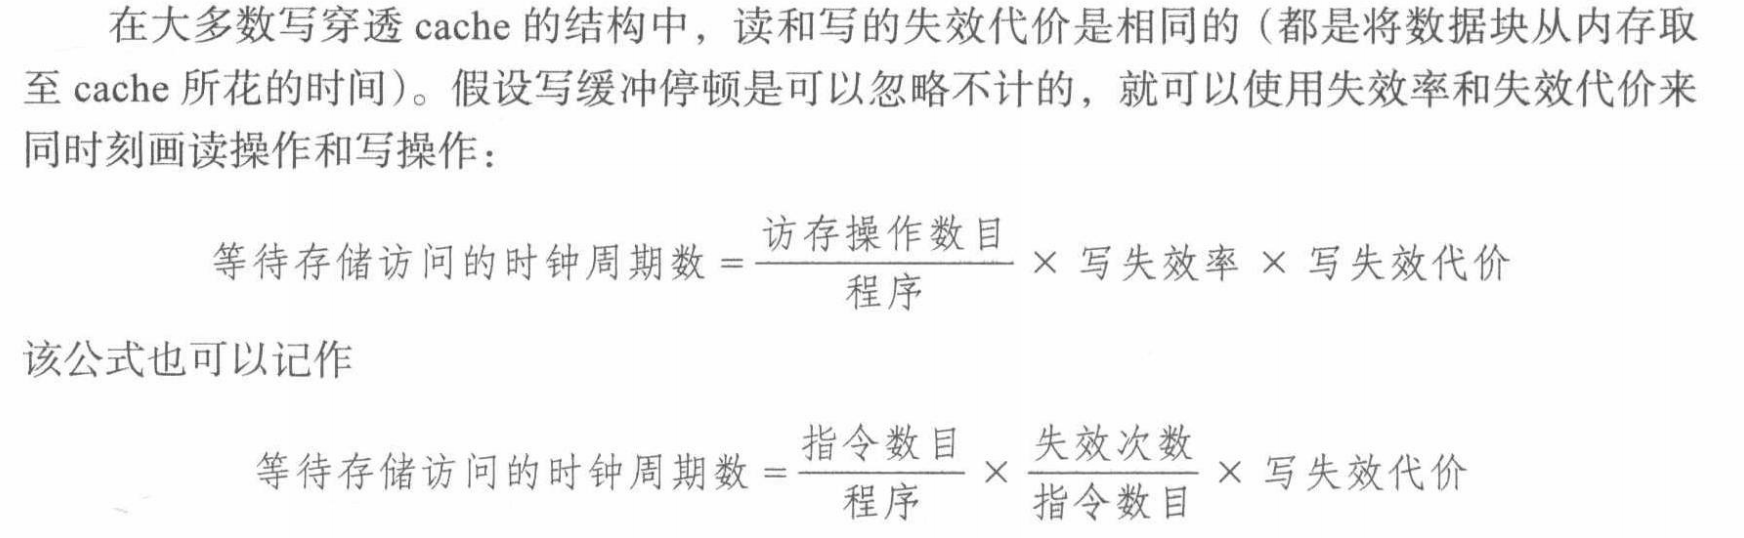 在大多数写穿透 cache 的结构中，读和写的失效代价是相同的（都是将数据块从内存取
至 cache 所花的时间）。假设写缓冲停顿是可以忽略不计的，就可以使用失效率和失效代价来
同时刻画读操作和写操作：
等待存储访问的时钟周期数 = 访存操作数目/程序 × 写失效率 × 写失效代价
该公式也可以记作
等待存储访问的时钟周期数 = 指令数目/程序 × 失效次数/指令数目 × 写失效代价